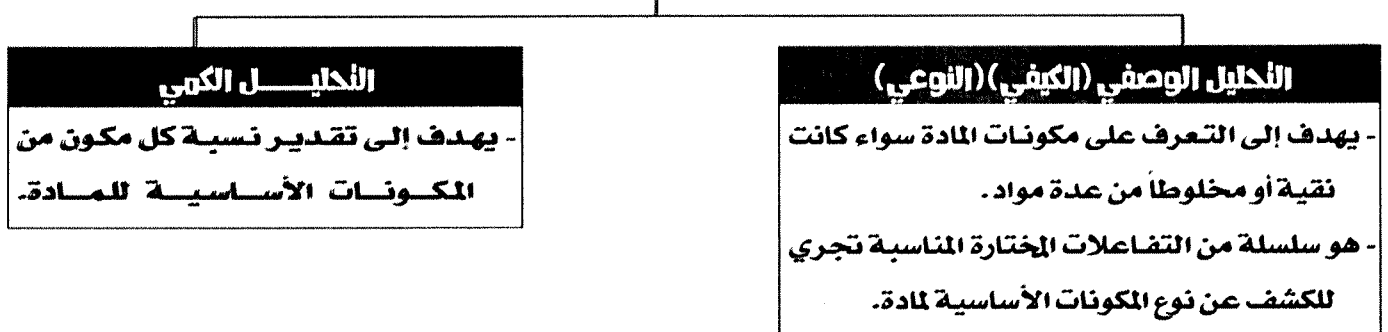 التحليل الوصفي (الكيفي)(النوعي)
- يهدف إلى التعرف على مكونات المادة سواء كانت
نقية أو مخلوطاً من عدة مواد.
- هو سلسلة من التفاعلات المختارة المناسبة تجري
للكشف عن نوع المكونات الأساسية لمادة.
التحليل الكمي
- يهدف إلى تقدير نسبة كل مكون من
المكونات الأساسية للمادة.